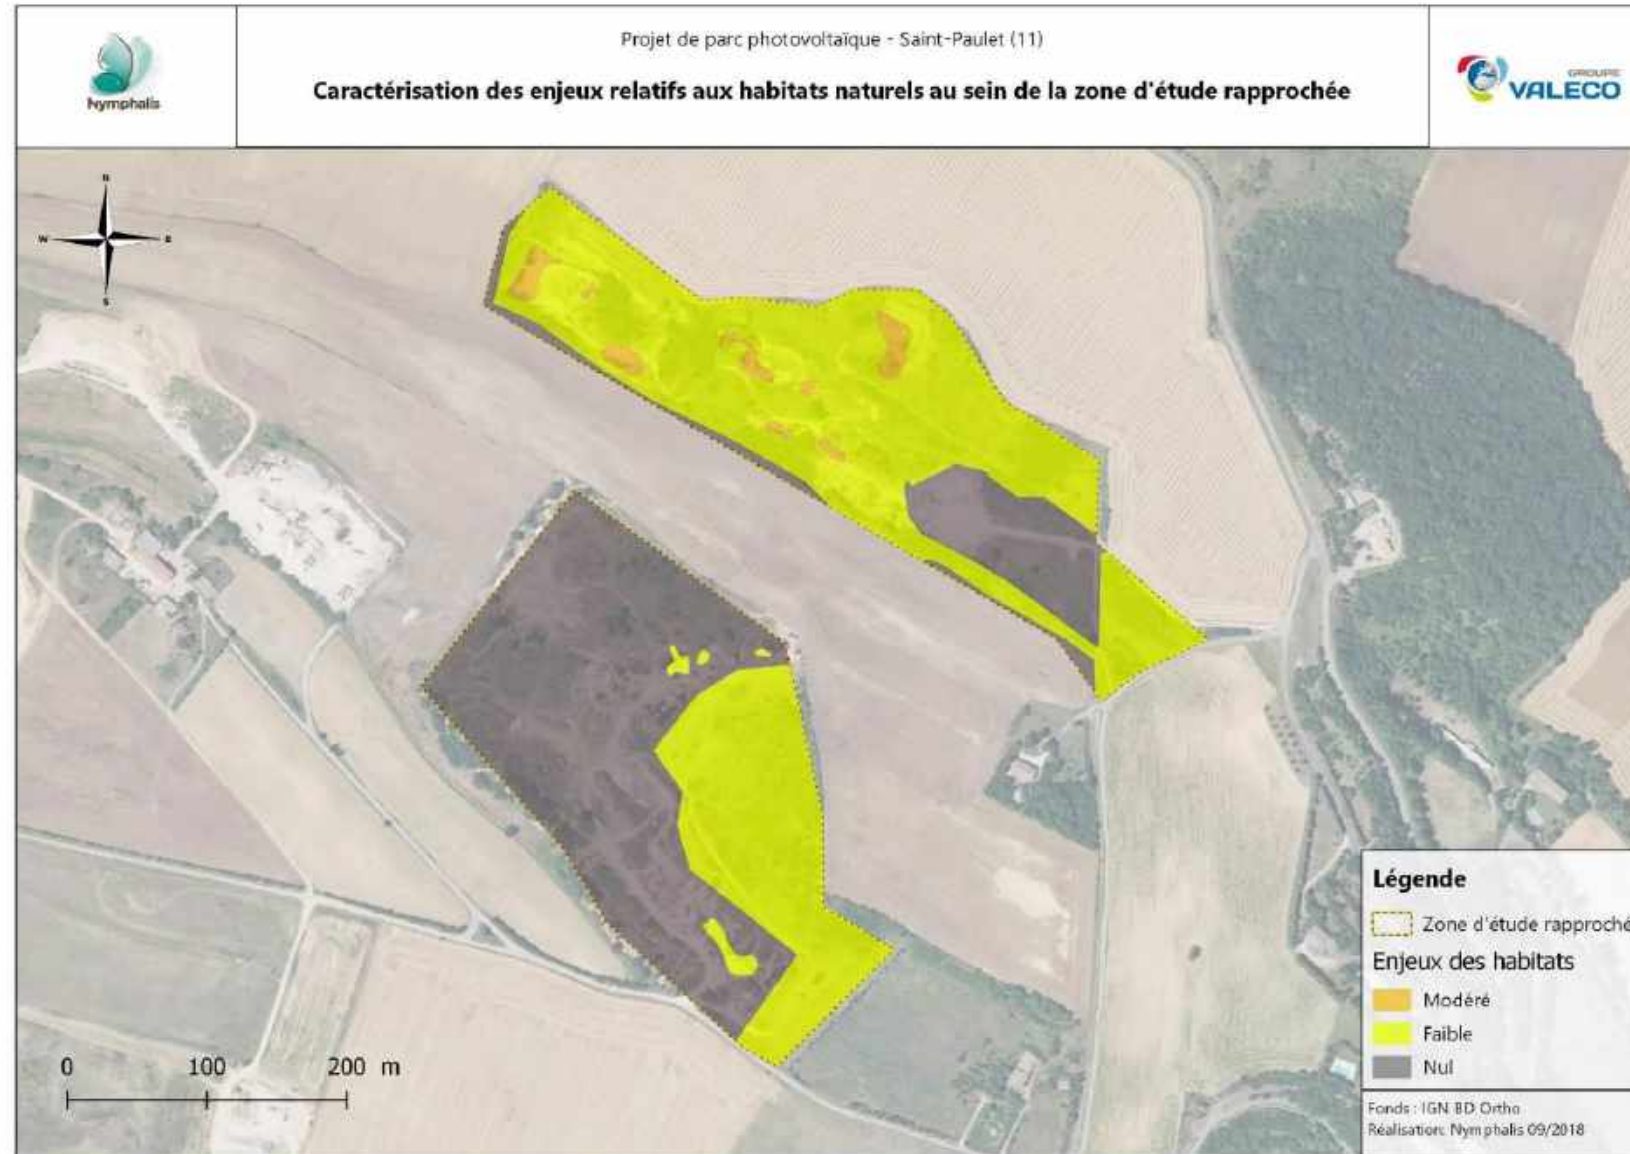 Nymphalis
Projet de parc photovoltaïque - Saint-Paulet (11)
Caractérisation des enjeux relatifs aux habitats naturels au sein de la zone d'étude rapprochée
GROUPE
VALECO
N
W
E
S
0 100 200 m
Légende
Zone d'étude rapproché
Enjeux des habitats
Modéré
Faible
Nul
Fonds : IGN BD Ortho
Réalisation: Nymphalis 09/2018